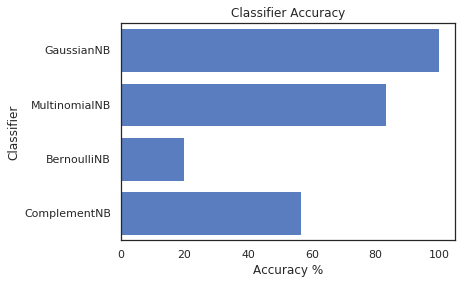 Classifier Accuracy
Classifier
GaussianNB
MultinomialNB
BernoulliNB
ComplementNB
0 20 40 60 80 100
Accuracy %